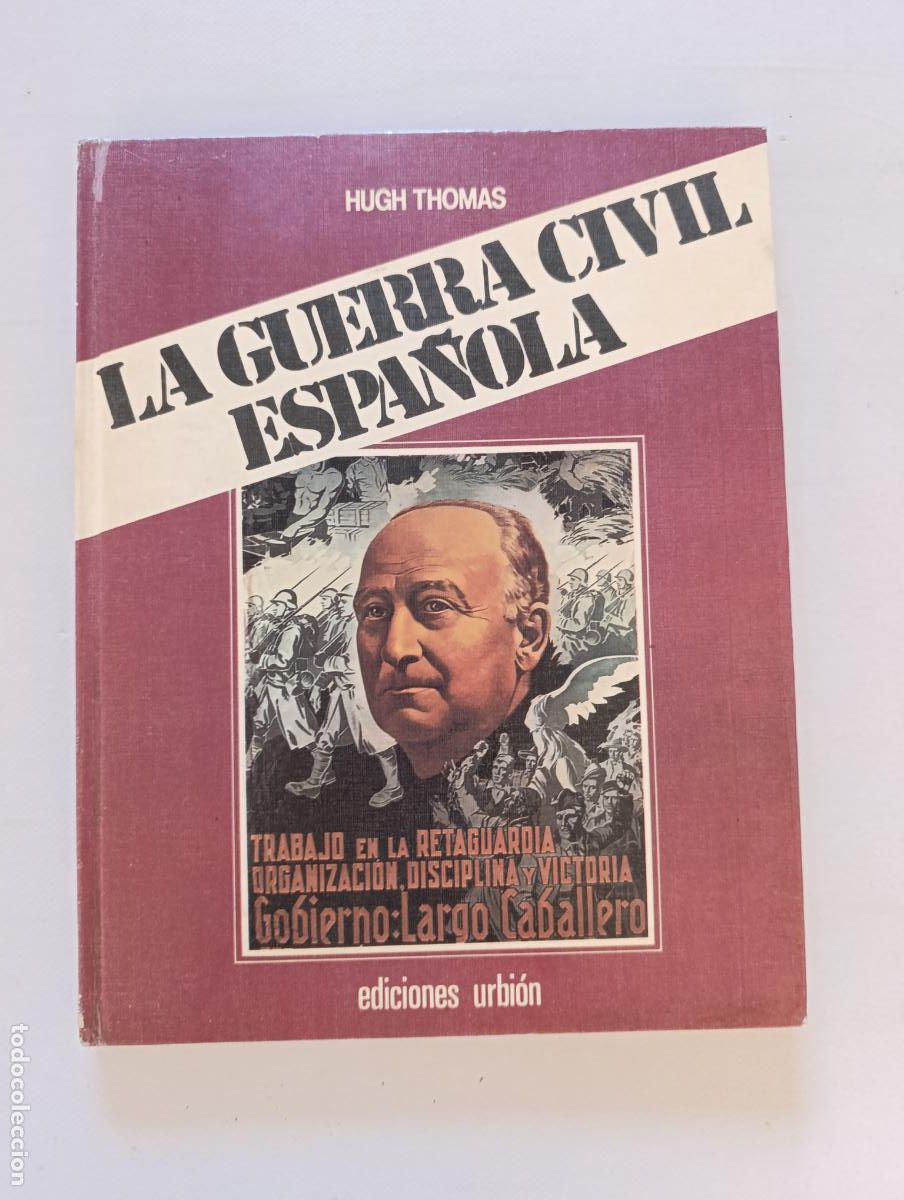 HUGH THOMAS
LA GUERRA CIVIL
ESPAÑOLA
TRABAJO EN LA RETAGUARDIA
ORGANIZACIÓN, DISCIPLINA Y VICTORIA
Gobierno: Largo Caballero
ediciones urbión
todocoleccion